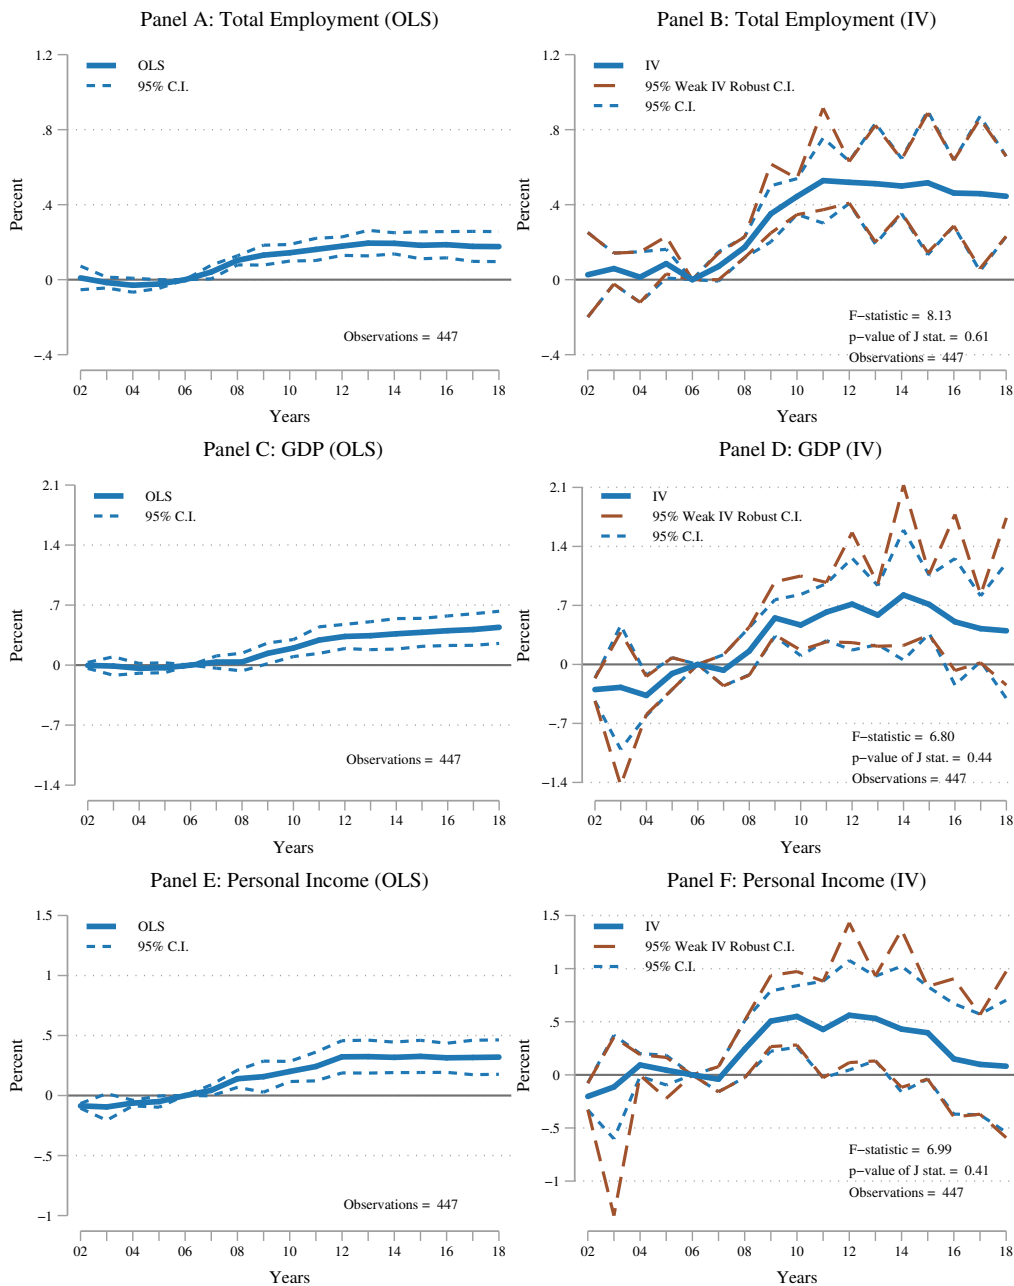 Panel A: Total Employment (OLS)
1.2
.8
.4
0
−.4
Percent
OLS
95% C.I.
Observations = 447
02 04 06 08 10 12 14 16 18
Years
Panel B: Total Employment (IV)
1.2
.8
.4
0
−.4
Percent
IV
95% Weak IV Robust C.I.
95% C.I.
F−statistic = 8.13
p−value of J stat. = 0.61
Observations = 447
02 04 06 08 10 12 14 16 18
Years
Panel C: GDP (OLS)
2.1
1.4
.7
0
−.7
−1.4
Percent
OLS
95% C.I.
Observations = 447
02 04 06 08 10 12 14 16 18
Years
Panel D: GDP (IV)
2.1
1.4
.7
0
−.7
−1.4
Percent
IV
95% Weak IV Robust C.I.
95% C.I.
F−statistic = 6.80
p−value of J stat. = 0.44
Observations = 447
02 04 06 08 10 12 14 16 18
Years
Panel E: Personal Income (OLS)
1.5
1
.5
0
−.5
−1
Percent
OLS
95% C.I.
Observations = 447
02 04 06 08 10 12 14 16 18
Years
Panel F: Personal Income (IV)
1.5
1
.5
0
−.5
−1
Percent
IV
95% Weak IV Robust C.I.
95% C.I.
F−statistic = 6.99
p−value of J stat. = 0.41
Observations = 447
02 04 06 08 10 12 14 16 18
Years